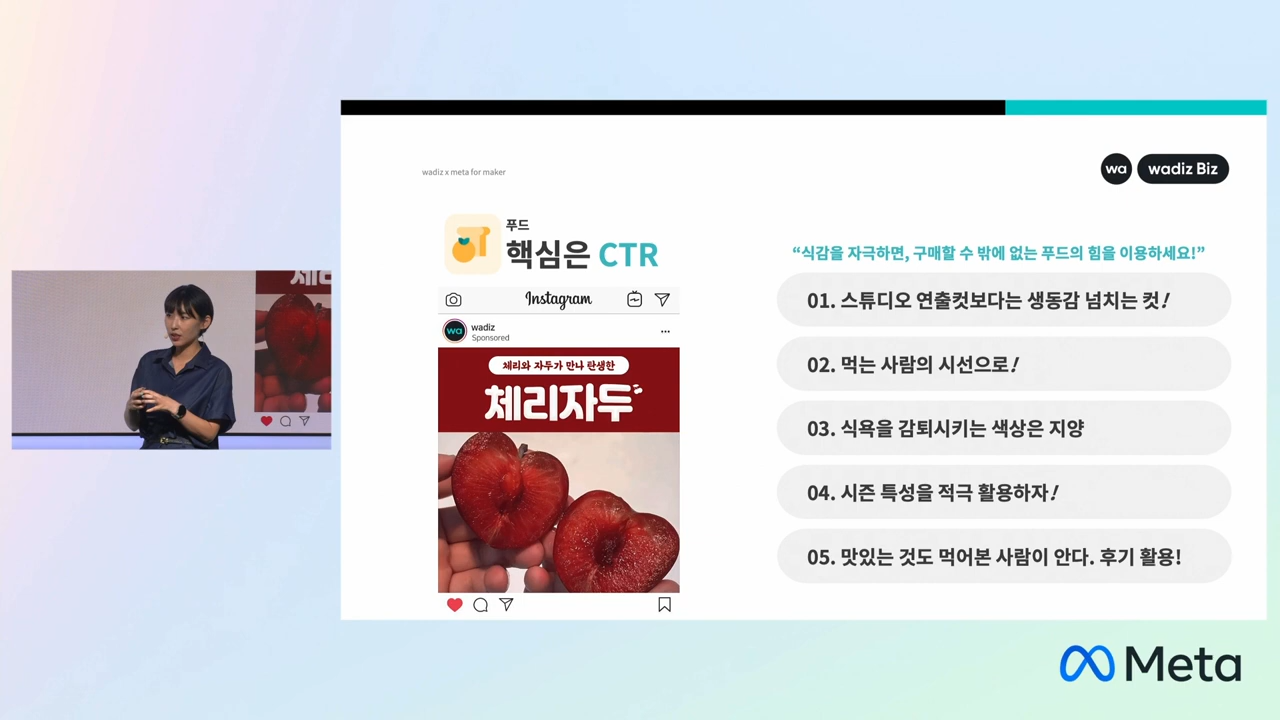 체리
wadiz x meta for maker
wa wadiz Biz
푸드
핵심은 CTR
Instagram
wa
wadiz
Sponsored
체리와 자두가 만나 탄생한
체리자두
“식감을 자극하면, 구매할 수 밖에 없는 푸드의 힘을 이용하세요!”
01. 스튜디오 연출컷보다는 생동감 넘치는 컷!
02. 먹는 사람의 시선으로!
03. 식욕을 감퇴시키는 색상은 지양
04. 시즌 특성을 적극 활용하자!
05. 맛있는 것도 먹어본 사람이 안다. 후기 활용!
Meta